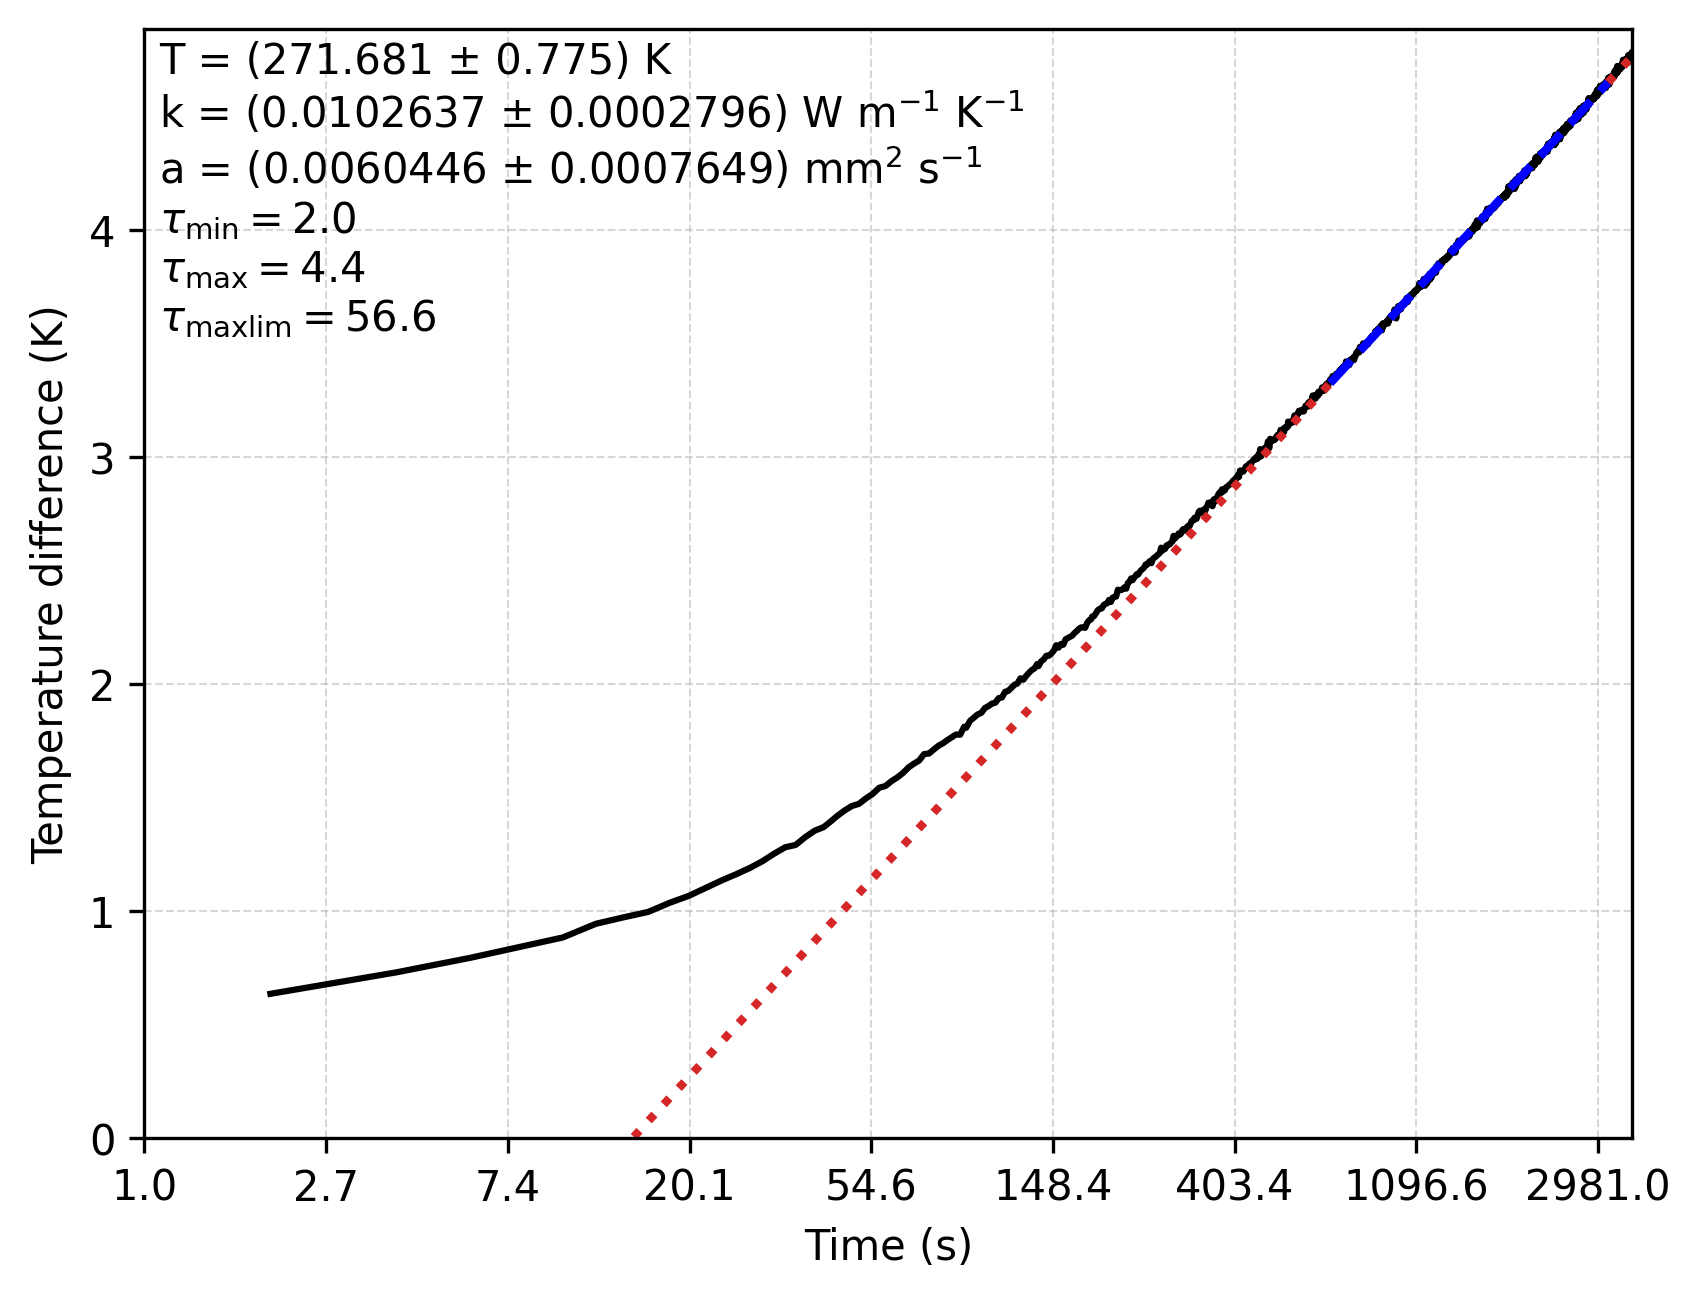 T = (271.681 ± 0.775) K
k = (0.0102637 ± 0.0002796) W m⁻¹ K⁻¹
a = (0.0060446 ± 0.0007649) mm² s⁻¹
τmin = 2.0
τmax = 4.4
τmaxlim = 56.6
Temperature difference (K)
4
3
2
1
0
1.0 2.7 7.4 20.1 54.6 148.4 403.4 1096.6 2981.0
Time (s)